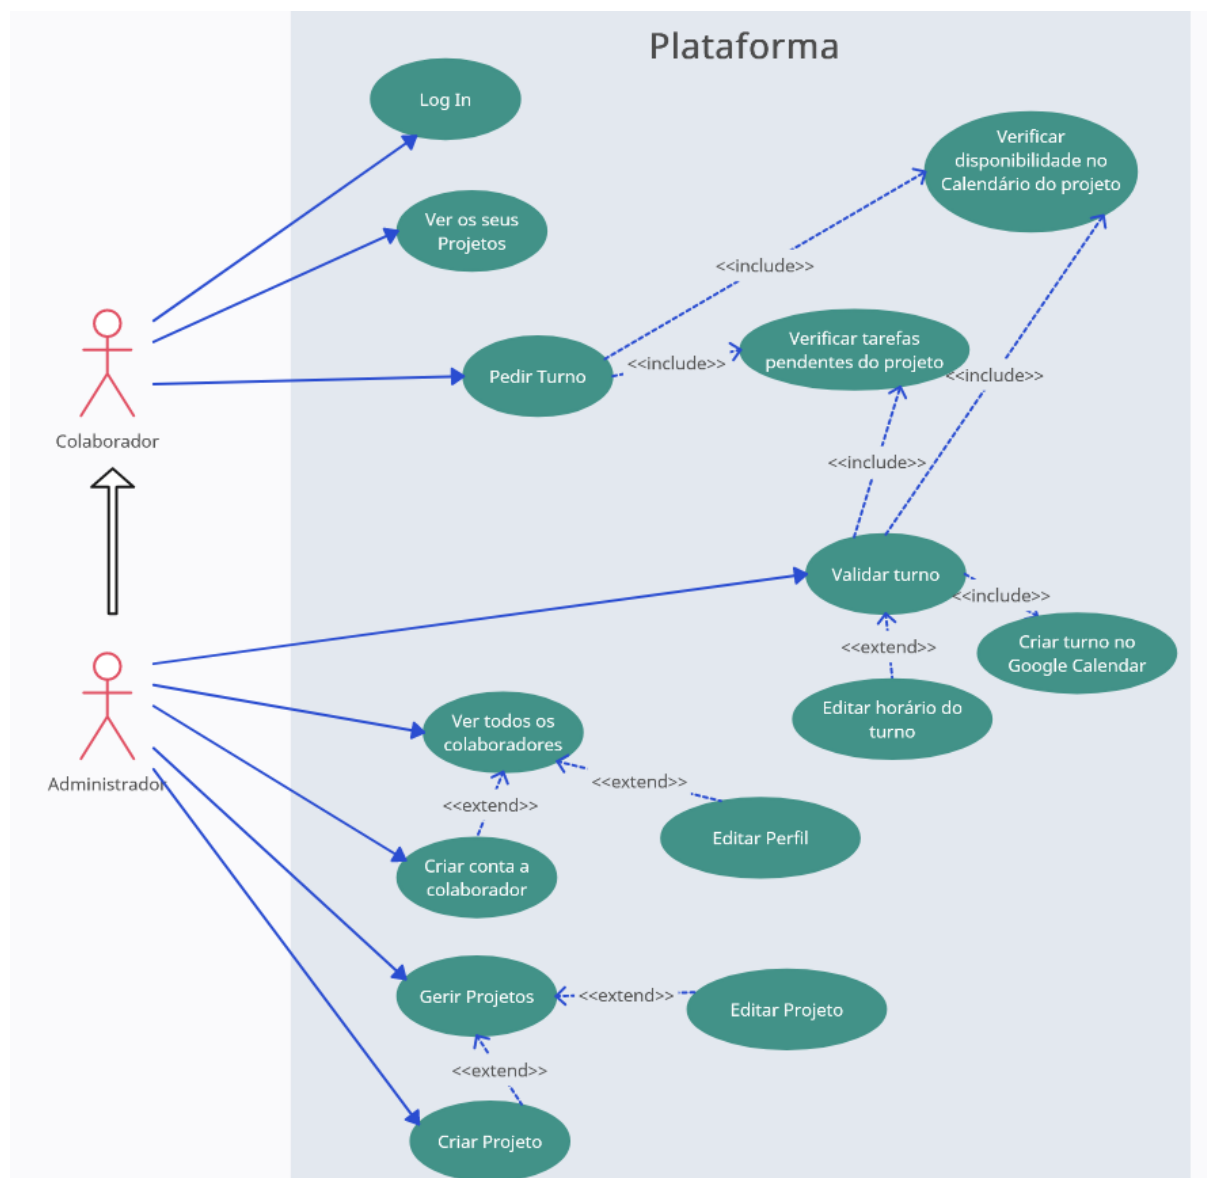 Plataforma
Log In
Verificar
disponibilidade no
Calendário do projeto
Ver os seus
Projetos
<<include>>
Verificar tarefas
pendentes do projeto
<<include>>
Pedir Turno
<<include>>
Colaborador
<<include>>
Validar turno
<<include>>
<<extend>>
Criar turno no
Google Calendar
Editar horário do
turno
Ver todos os
colaboradores
Administrador
<<extend>>
<<extend>>
Editar Perfil
Criar conta a
colaborador
Gerir Projetos
<<extend>>
Editar Projeto
<<extend>>
Criar Projeto